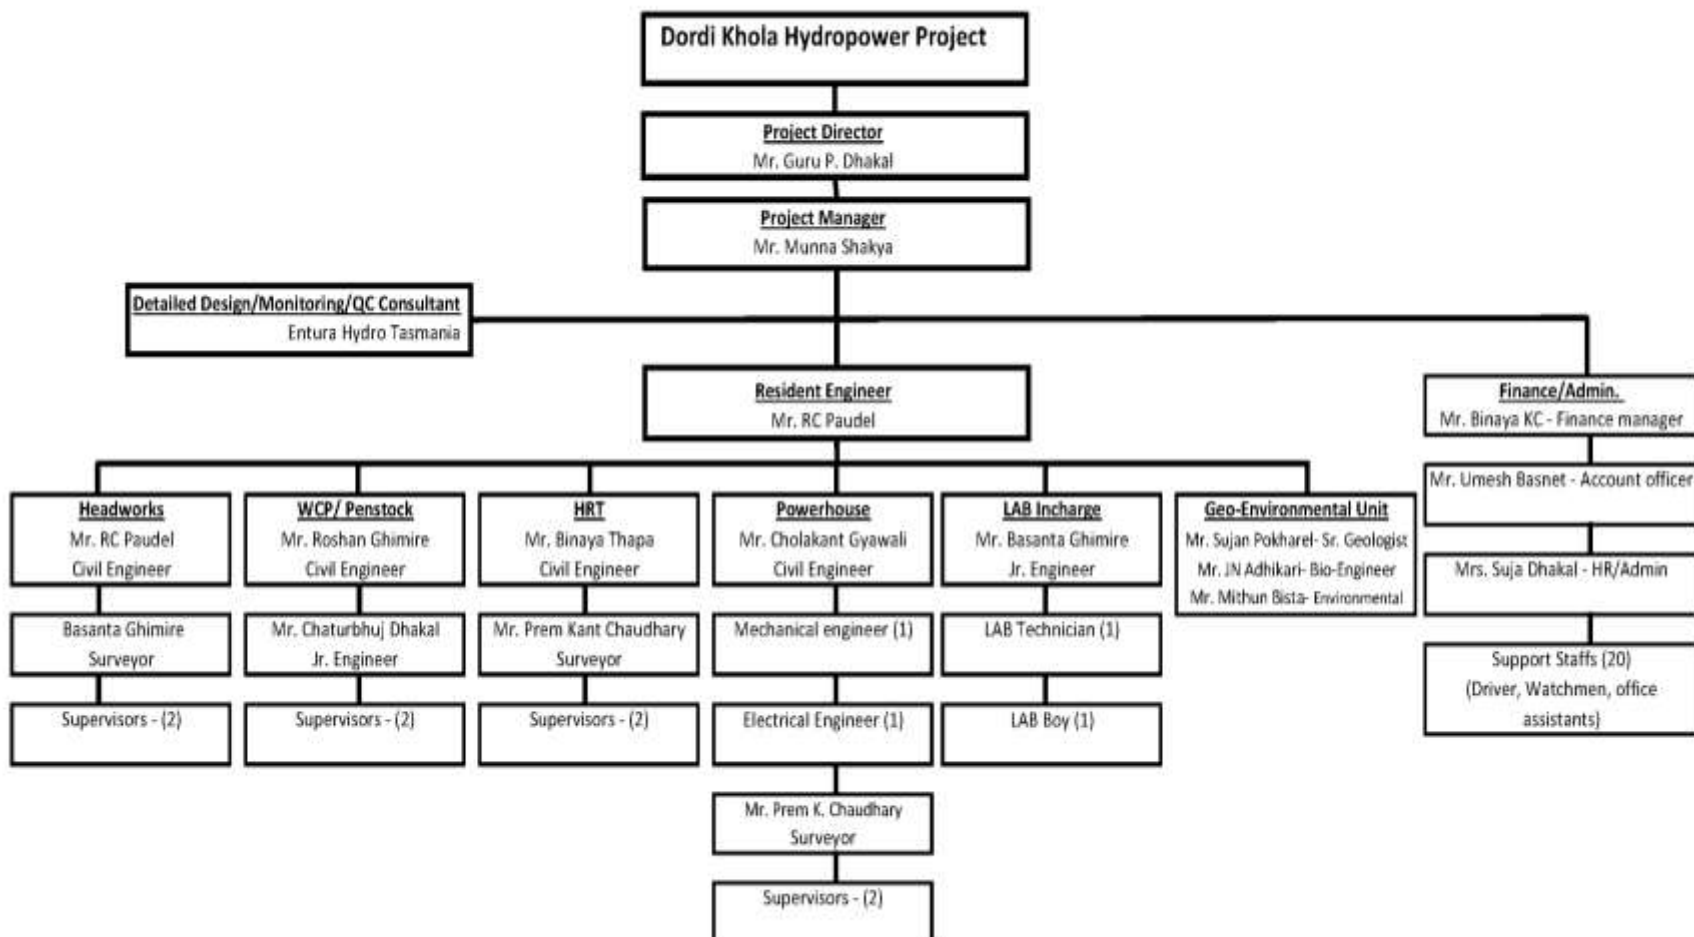 Dordi Khola Hydropower Project
Project Director
Mr. Guru P. Dhakal
Project Manager
Mr. Munna Shakya
Detailed Design/Monitoring/QC Consultant
Entura Hydro Tasmania
Resident Engineer
Mr. RC Paudel
Finance/Admin.
Mr. Binaya KC - Finance manager
Mr. Umesh Basnet - Account officer
Mrs. Suja Dhakal - HR/Admin
Support Staffs (20)
(Driver, Watchmen, office
assistants)
Headworks
Mr. RC Paudel
Civil Engineer
Basanta Ghimire
Surveyor
Supervisors - (2)
WCP/ Penstock
Mr. Roshan Ghimire
Civil Engineer
Mr. Chaturbhuj Dhakal
Jr. Engineer
Supervisors - (2)
HRT
Mr. Binaya Thapa
Civil Engineer
Mr. Prem Kant Chaudhary
Surveyor
Supervisors - (2)
Powerhouse
Mr. Cholakant Gyawali
Civil Engineer
Mechanical engineer (1)
Electrical Engineer (1)
Mr. Prem K. Chaudhary
Surveyor
Supervisors - (2)
LAB Incharge
Mr. Basanta Ghimire
Jr. Engineer
LAB Technician (1)
LAB Boy (1)
Geo-Environmental Unit
Mr. Sujan Pokharel- Sr. Geologist
Mr. JN Adhikari- Bio-Engineer
Mr. Mithun Bista- Environmental